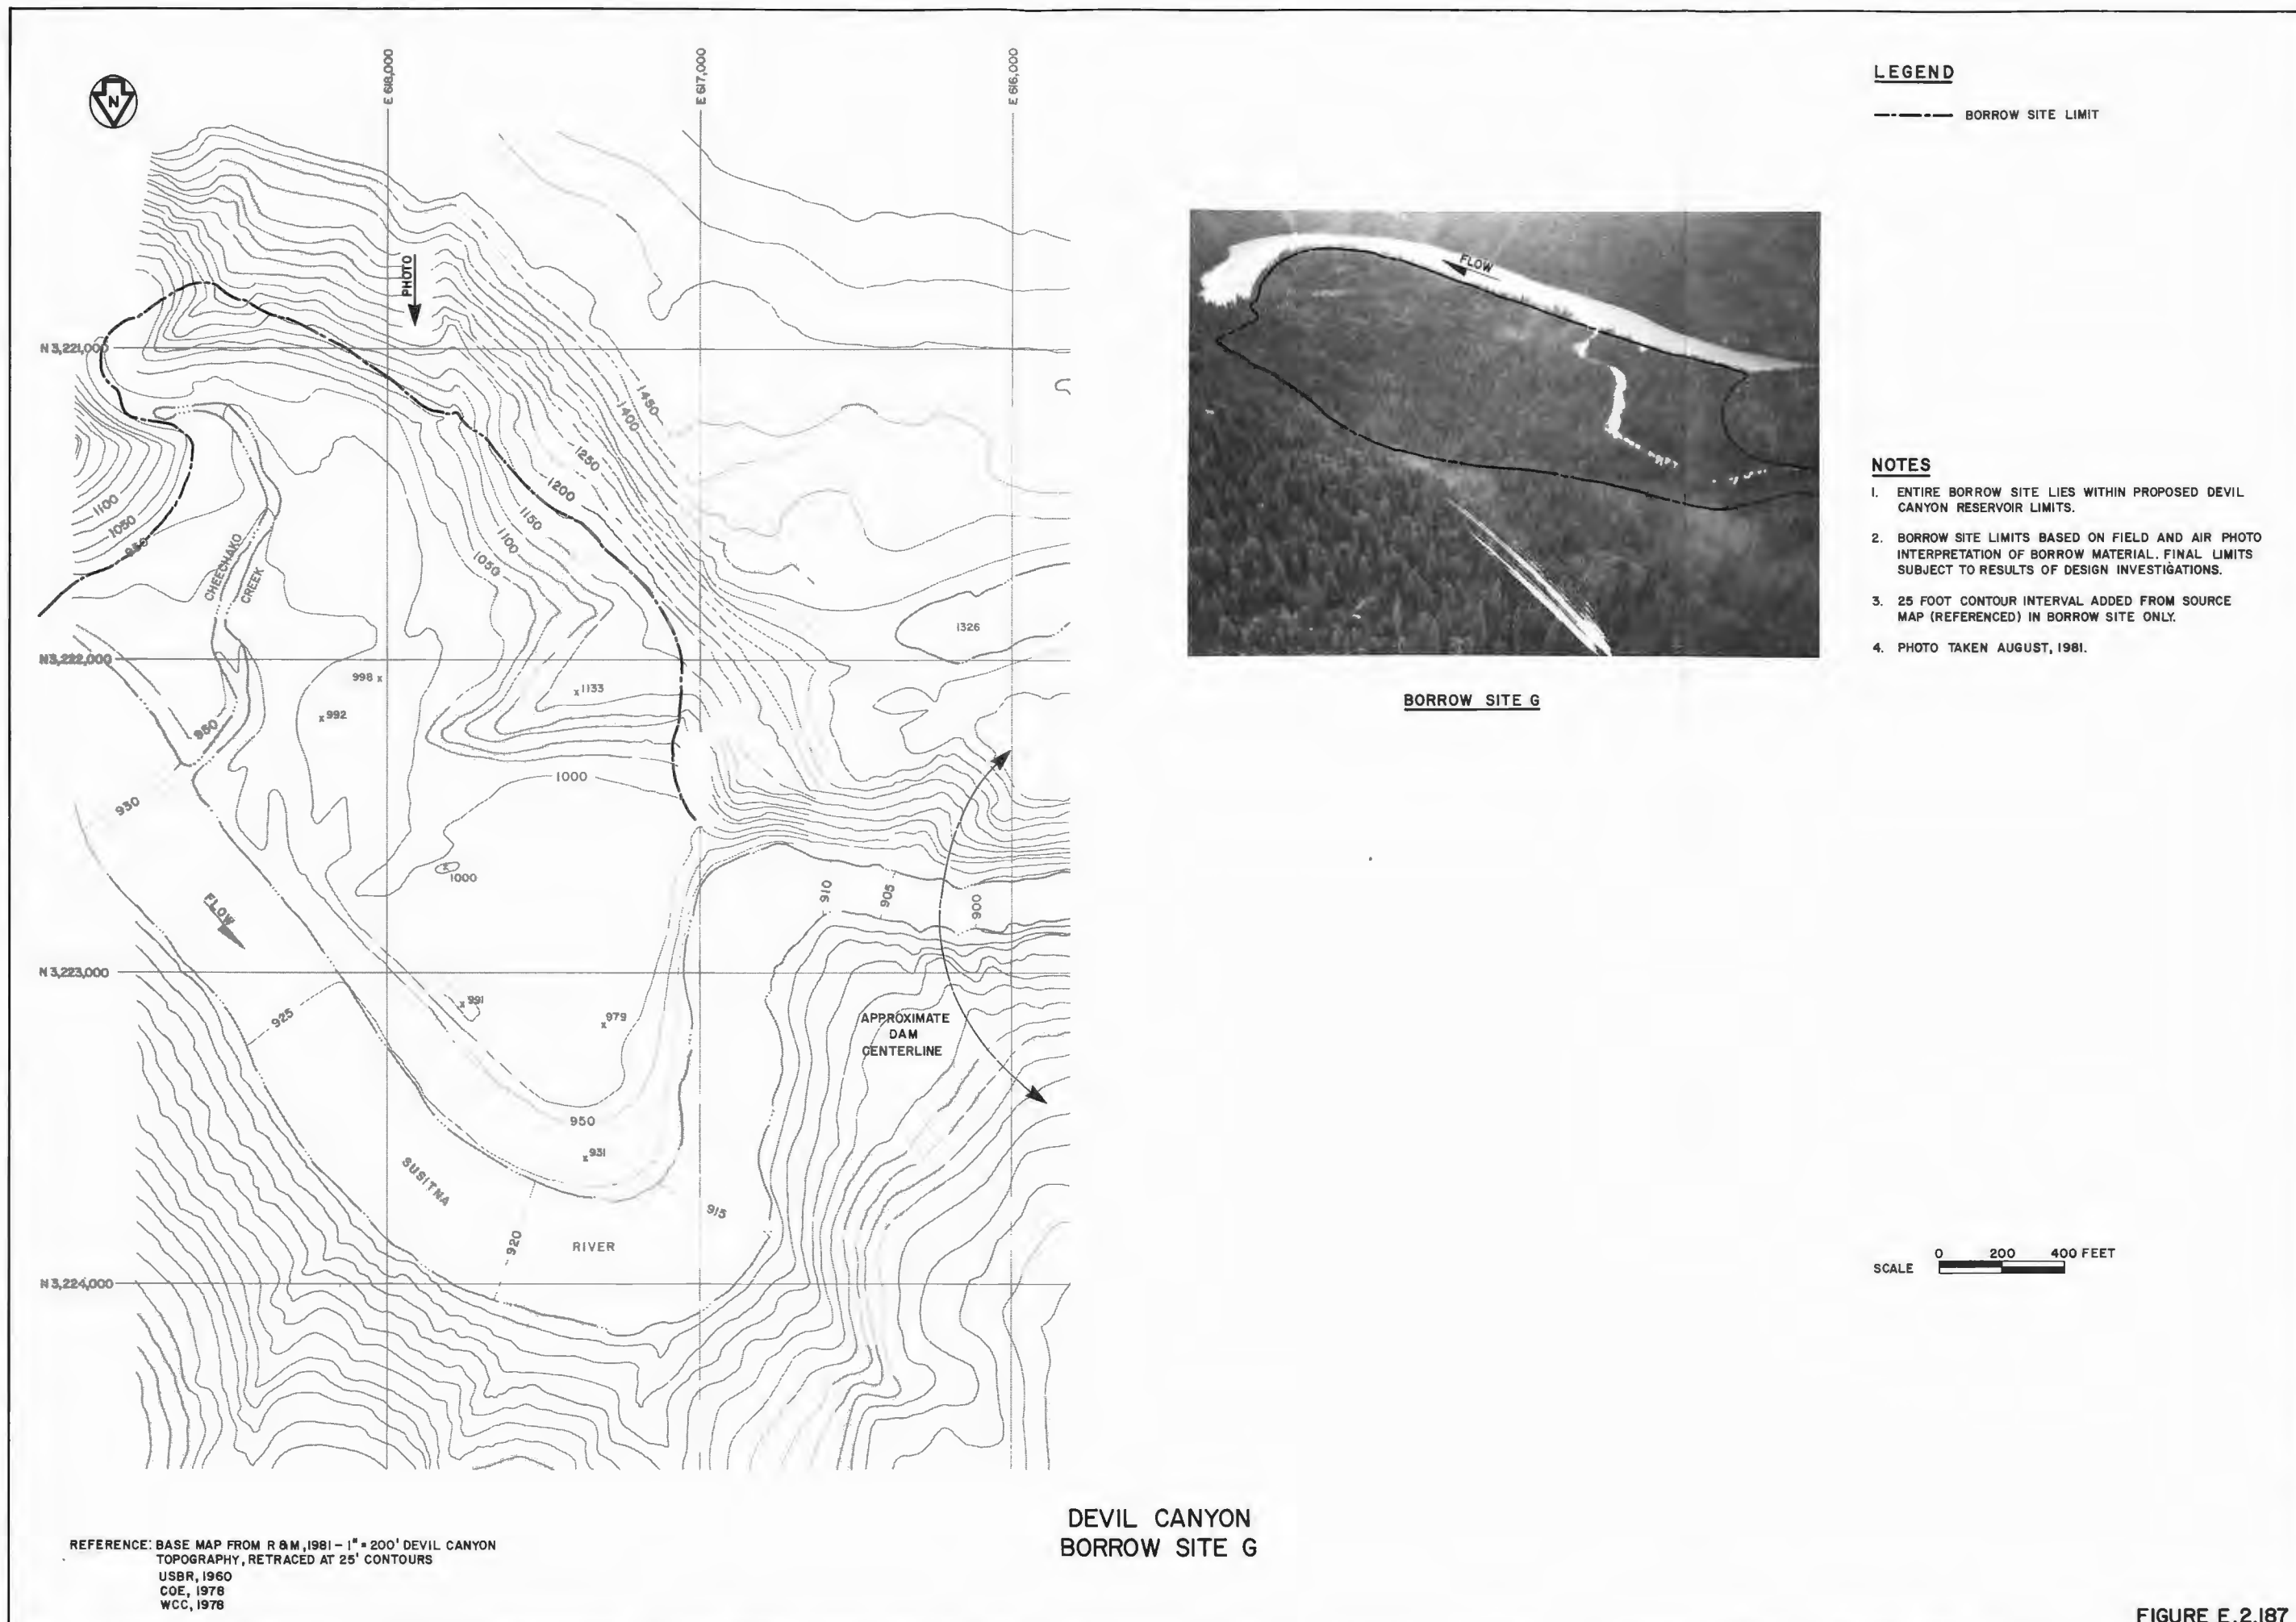 N
E 618,000
E 617,000
E 616,000
LEGEND
BORROW SITE LIMIT
PHOTO
FLOW
N 3,221,000
1450
1400
1250
1200
1150
1100
1050
1100
1050
950
CHEECHAKO
CREEK
NOTES
1. ENTIRE BORROW SITE LIES WITHIN PROPOSED DEVIL
CANYON RESERVOIR LIMITS.
2. BORROW SITE LIMITS BASED ON FIELD AND AIR PHOTO
INTERPRETATION OF BORROW MATERIAL. FINAL LIMITS
SUBJECT TO RESULTS OF DESIGN INVESTIGATIONS.
3. 25 FOOT CONTOUR INTERVAL ADDED FROM SOURCE
MAP (REFERENCED) IN BORROW SITE ONLY.
4. PHOTO TAKEN AUGUST, 1981.
1326
N 3,222,000
998 x
x 1133
x 992
950
BORROW SITE G
1000
930
1000
910
905
900
FLOW
N 3,223,000
x 991
x 979
925
APPROXIMATE
DAM
CENTERLINE
950
x 931
SUSITNA
915
920
RIVER
N 3,224,000
SCALE
0 200 400 FEET
DEVIL CANYON
BORROW SITE G
REFERENCE: BASE MAP FROM R & M, 1981 – 1" = 200' DEVIL CANYON
TOPOGRAPHY, RETRACED AT 25' CONTOURS
USBR, 1960
COE, 1978
WCC, 1978
FIGURE E.2.187